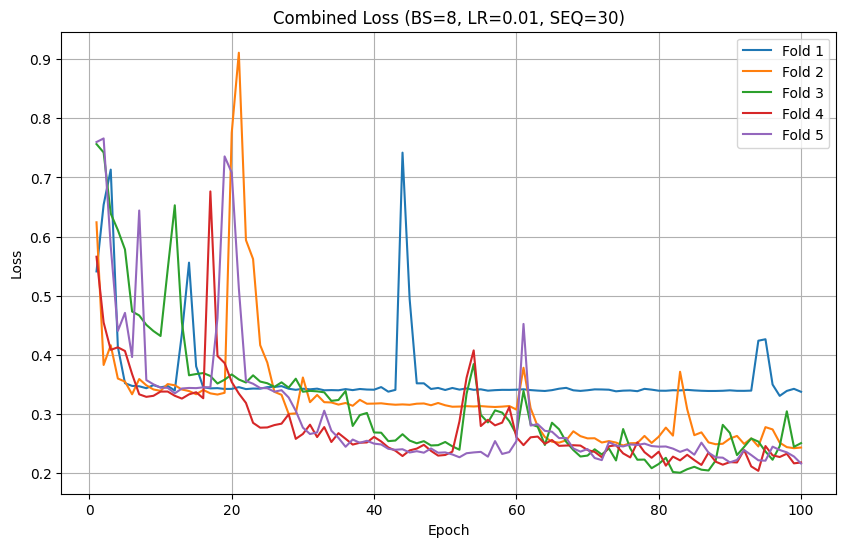 Combined Loss (BS=8, LR=0.01, SEQ=30)
Fold 1
Fold 2
Fold 3
Fold 4
Fold 5
Loss
0.9
0.8
0.7
0.6
0.5
0.4
0.3
0.2
0 20 40 60 80 100
Epoch